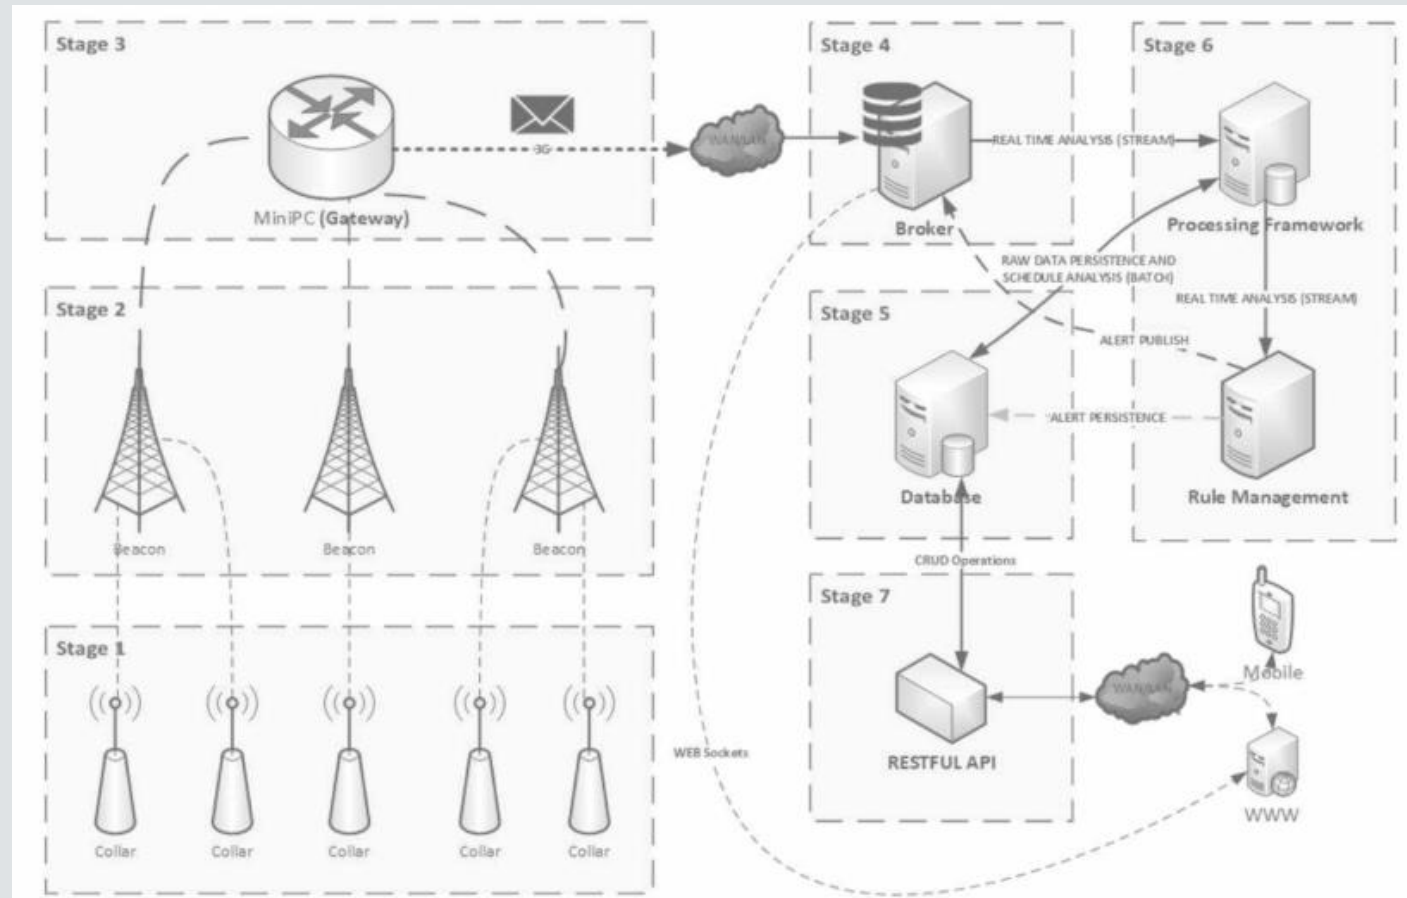 Stage 3
3G
MiniPC (Gateway)
WAN/LAN
Stage 4
Broker
REAL TIME ANALYSIS (STREAM)
Stage 6
Processing Framework
RAW DATA PERSISTENCE AND
SCHEDULE ANALYSIS (BATCH)
REAL TIME ANALYSIS (STREAM)
ALERT PUBLISH
Stage 2
Beacon
Beacon
Beacon
Stage 5
ALERT PERSISTENCE
Database
Rule Management
CRUD Operations
Stage 1
Collar
Collar
Collar
Collar
Collar
WEB Sockets
Stage 7
RESTFUL API
WAN/LAN
Mobile
WWW